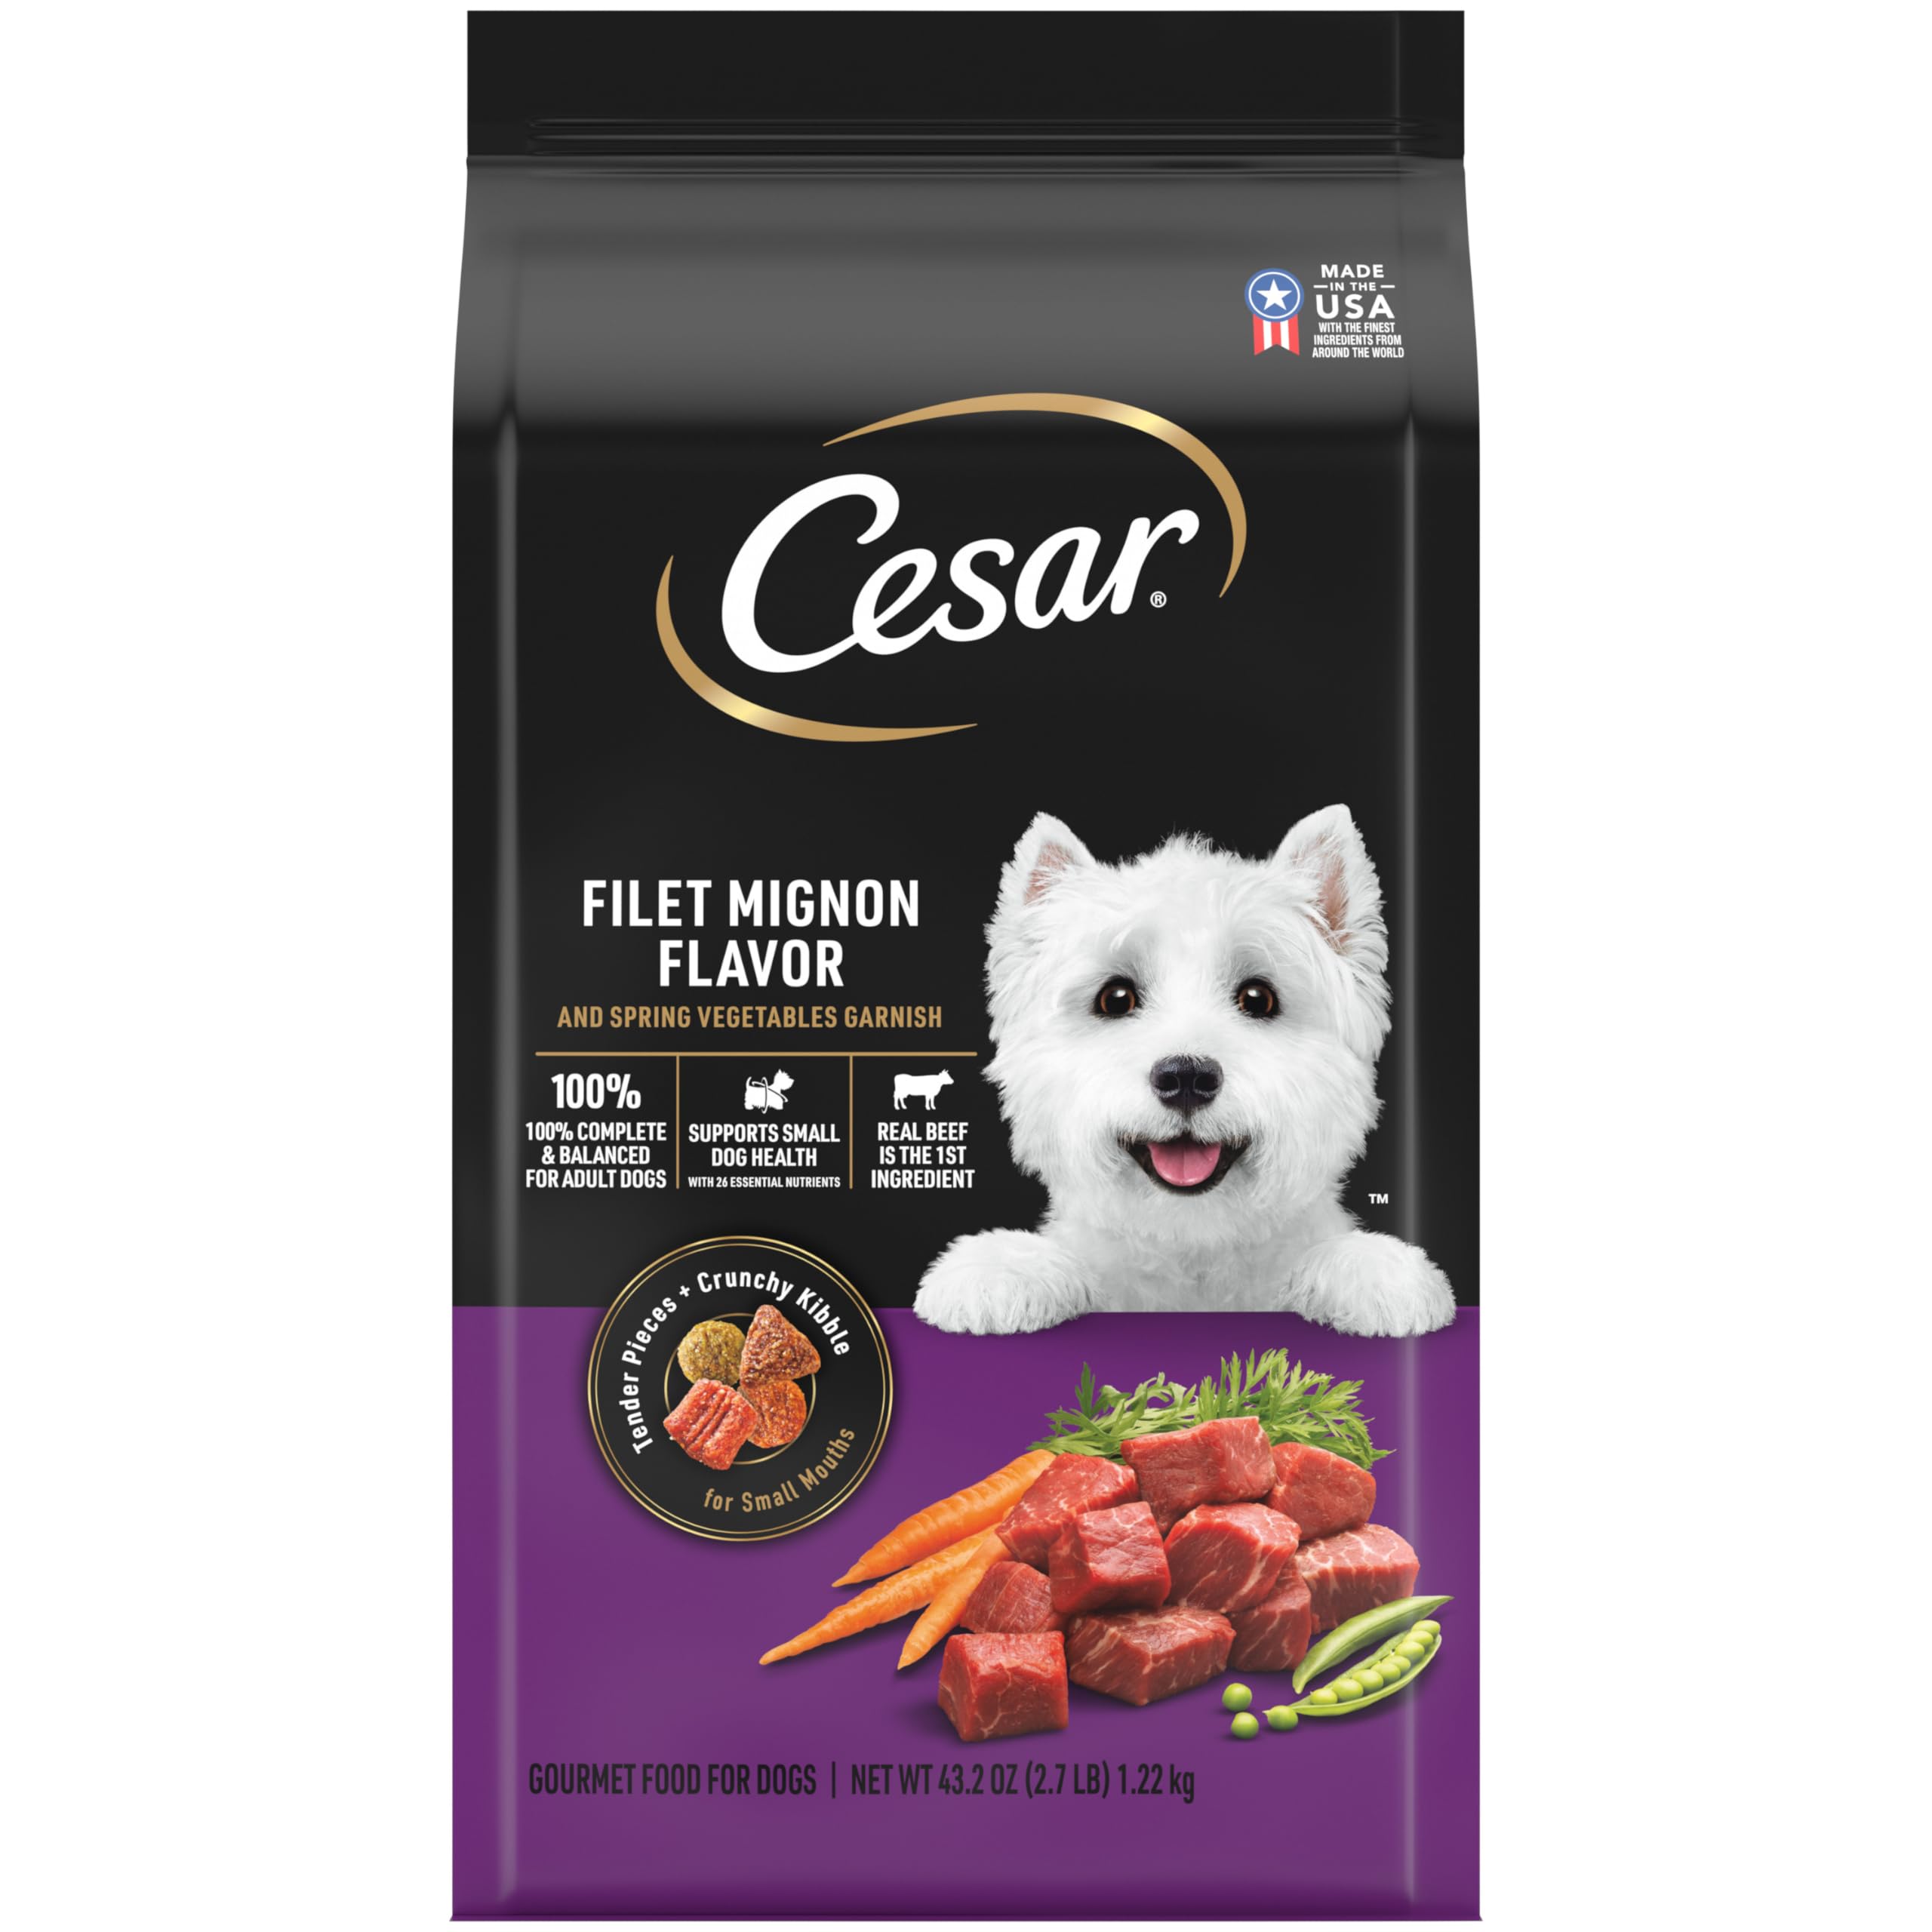 MADE
IN THE
USA
WITH THE FINEST
INGREDIENTS FROM
AROUND THE WORLD
Cesar®
FILET MIGNON
FLAVOR
AND SPRING VEGETABLES GARNISH
100%
100% COMPLETE
& BALANCED
FOR ADULT DOGS
SUPPORTS SMALL
DOG HEALTH
WITH 26 ESSENTIAL NUTRIENTS
REAL BEEF
IS THE 1ST
INGREDIENT
TM
Tender Pieces + Crunchy Kibble
for Small Mouths
GOURMET FOOD FOR DOGS | NET WT 43.2 OZ (2.7 LB) 1.22 kg